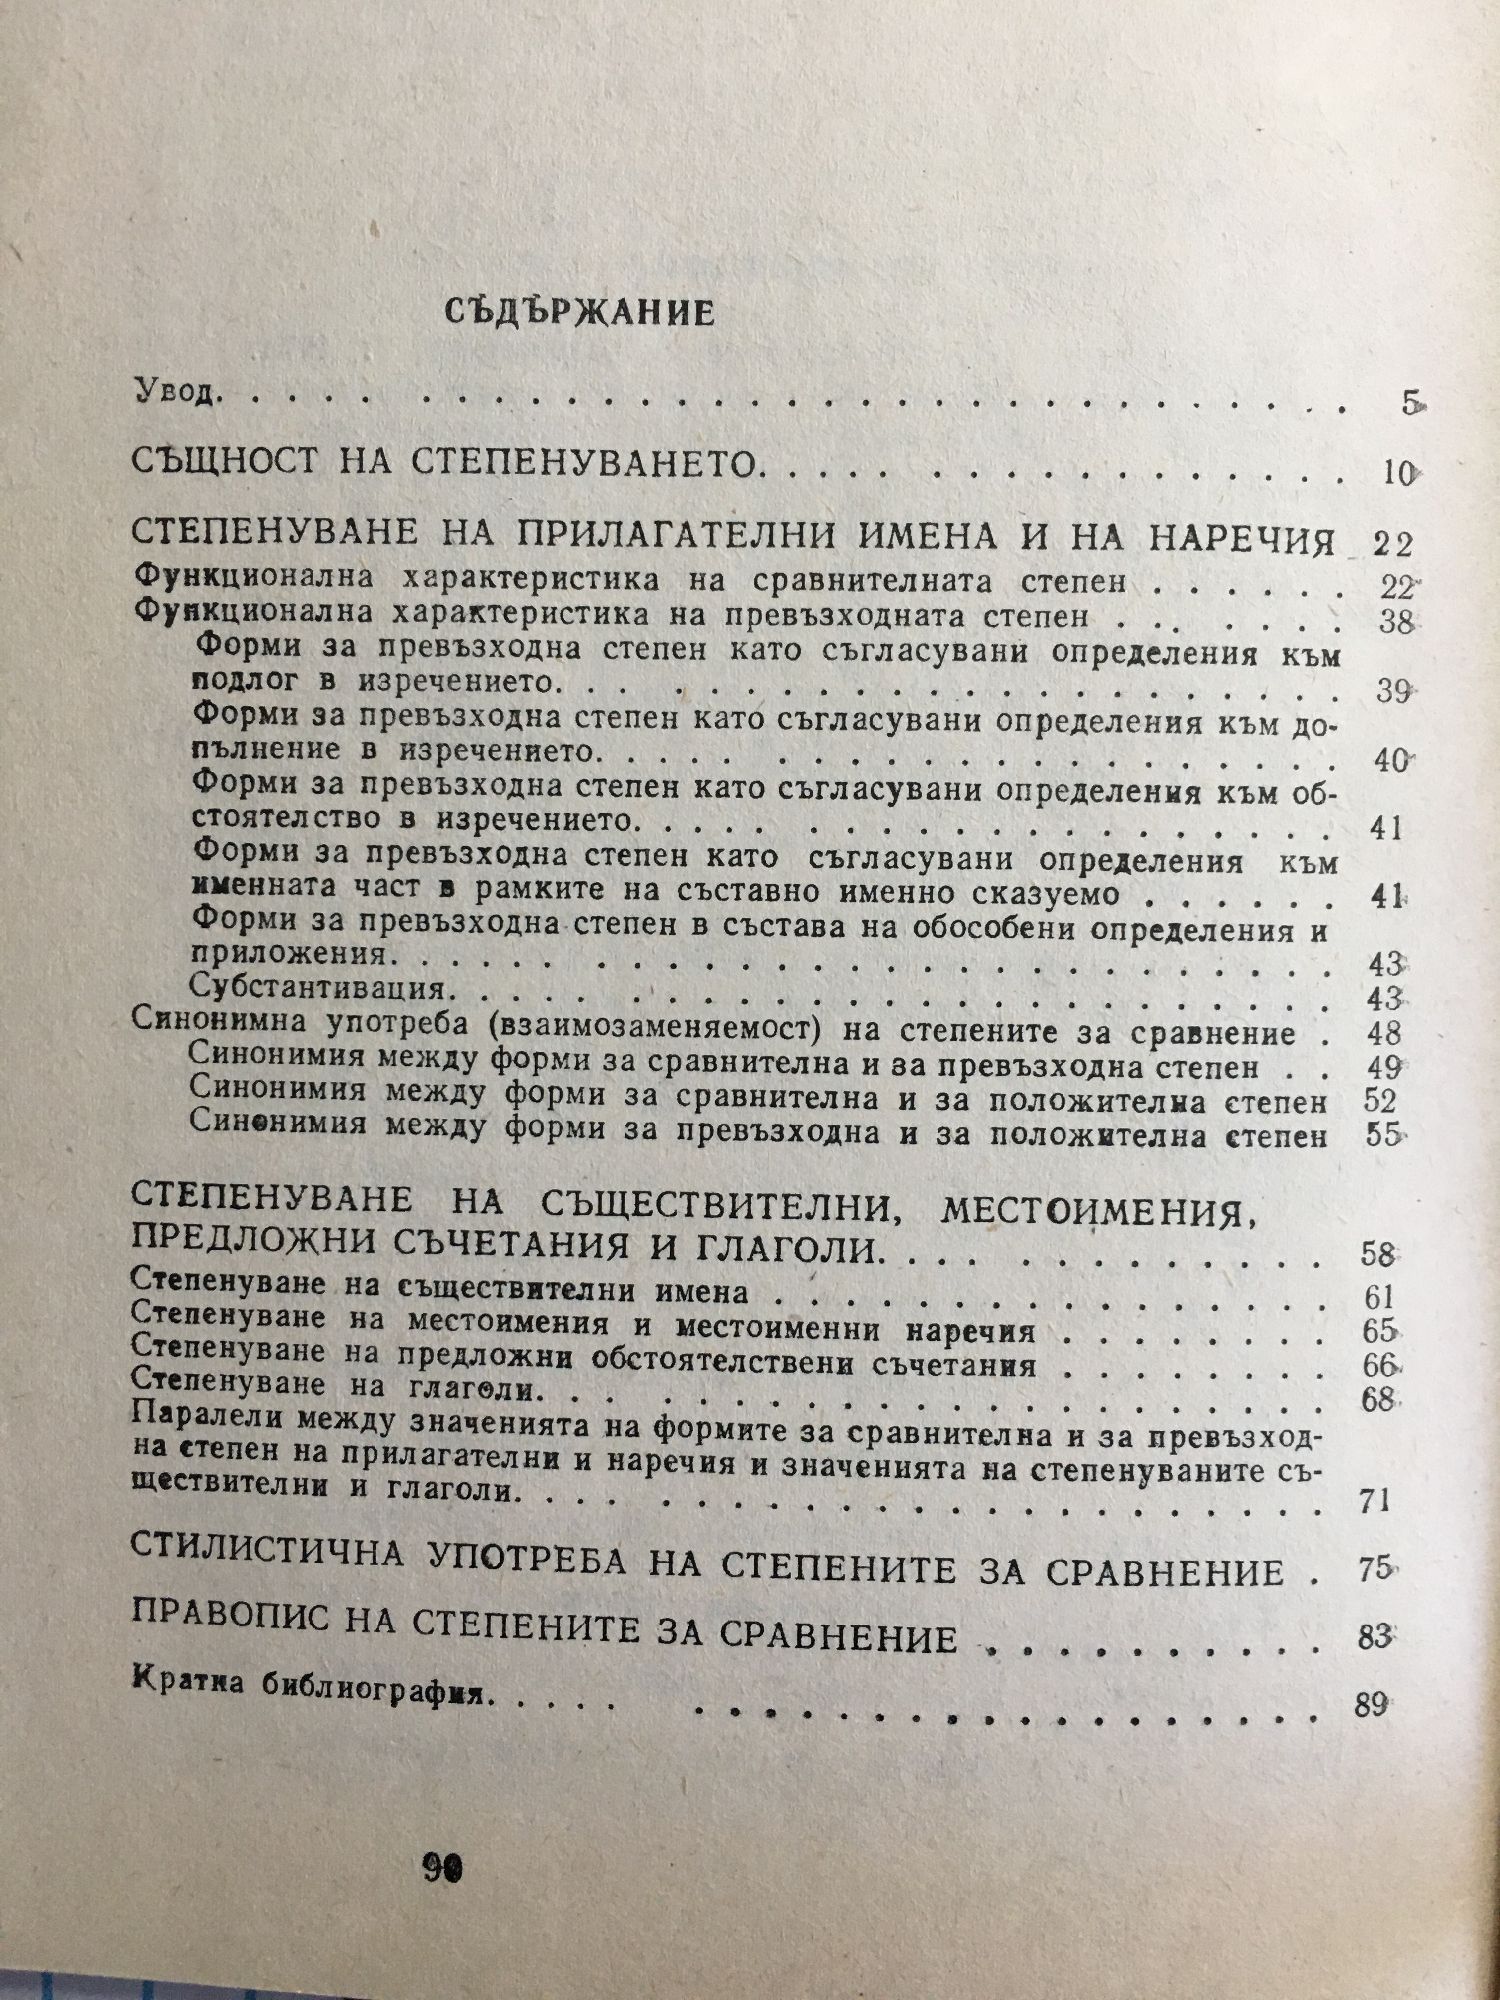 СЪДЪРЖАНИЕ
Увод. . . . . . . . . . . . . . . . . . . . . . . . . . . . . . 5
СЪЩНОСТ НА СТЕПЕНУВАНЕТО. . . . . . . . . . . . . . . . . 10
СТЕПЕНУВАНЕ НА ПРИЛАГАТЕЛНИ ИМЕНА И НА НАРЕЧИЯ 22
Функционална характеристика на сравнителната степен . . . . . . 22
Функционална характеристика на превъзходната степен . . . . . . . 38
Форми за превъзходна степен като съгласувани определения към
подлог в изречението. . . . . . . . . . . . . . . . . . . . . . 39
Форми за превъзходна степен като съгласувани определения към до-
пълнение в изречението. . . . . . . . . . . . . . . . . . . . . 40
Форми за превъзходна степен като съгласувани определения към об-
стоятелство в изречението. . . . . . . . . . . . . . . . . . . . 41
Форми за превъзходна степен като съгласувани определения към
именната част в рамките на съставно именно сказуемо . . . . . . 41
Форми за превъзходна степен в състава на обособени определения и
приложения. . . . . . . . . . . . . . . . . . . . . . . . . . 43
Субстантивация. . . . . . . . . . . . . . . . . . . . . . . . 43
Синонимна употреба (взаимозаменяемост) на степените за сравнение . 48
Синонимия между форми за сравнителна и за превъзходна степен . . 49
Синонимия между форми за сравнителна и за положителна степен 52
Синонимия между форми за превъзходна и за положителна степен 55
СТЕПЕНУВАНЕ НА СЪЩЕСТВИТЕЛНИ, МЕСТОИМЕНИЯ,
ПРЕДЛОЖНИ СЪЧЕТАНИЯ И ГЛАГОЛИ. . . . . . . . . . . . . 58
Степенуване на съществителни имена . . . . . . . . . . . . . . . . 61
Степенуване на местоимения и местоименни наречия . . . . . . . . 65
Степенуване на предложни обстоятелствени съчетания . . . . . . . . 66
Степенуване на глаголи. . . . . . . . . . . . . . . . . . . . . . 68
Паралели между значенията на формите за сравнителна и за превъзход-
на степен на прилагателни и наречия и значенията на степенуваните съ-
ществителни и глаголи. . . . . . . . . . . . . . . . . . . . . . . 71
СТИЛИСТИЧНА УПОТРЕБА НА СТЕПЕНИТЕ ЗА СРАВНЕНИЕ . 75
ПРАВОПИС НА СТЕПЕНИТЕ ЗА СРАВНЕНИЕ . . . . . . . . . . 83
Кратка библиография. . . . . . . . . . . . . . . . . . . . . . . 89
90